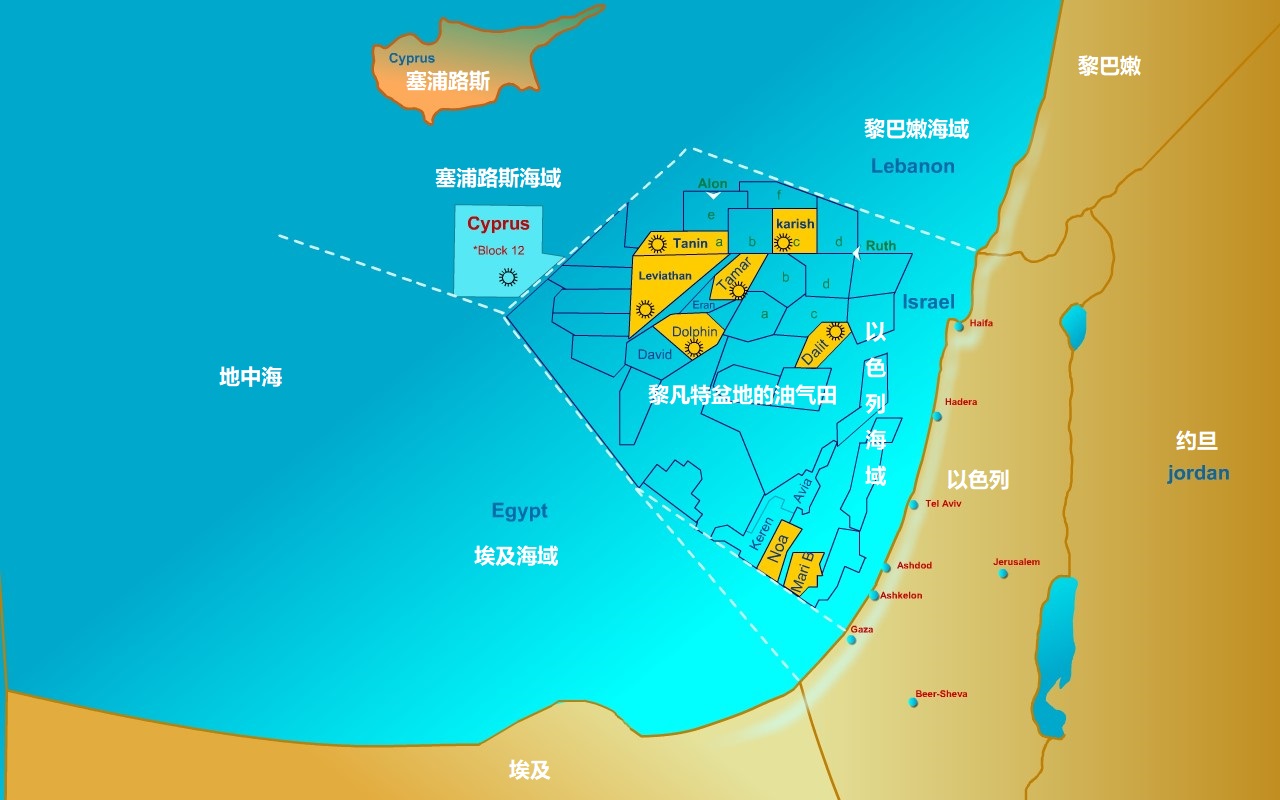 Cyprus
塞浦路斯
黎巴嫩
黎巴嫩海域
Lebanon
塞浦路斯海域
Cyprus
*Block 12
Alon
f
e
karish
Tanin a
b
c
d
Ruth
Leviathan
Tamar
b
d
Eran
Israel
a
c
Dolphin
Dalit
David
以色列海域
Haifa
地中海
黎凡特盆地的油气田
Hadera
约旦
jordan
以色列
Avia
Keren
Egypt
Tel Aviv
埃及海域
Noa
Mari B
Ashdod
Jerusalem
Ashkelon
Gaza
Beer-Sheva
埃及